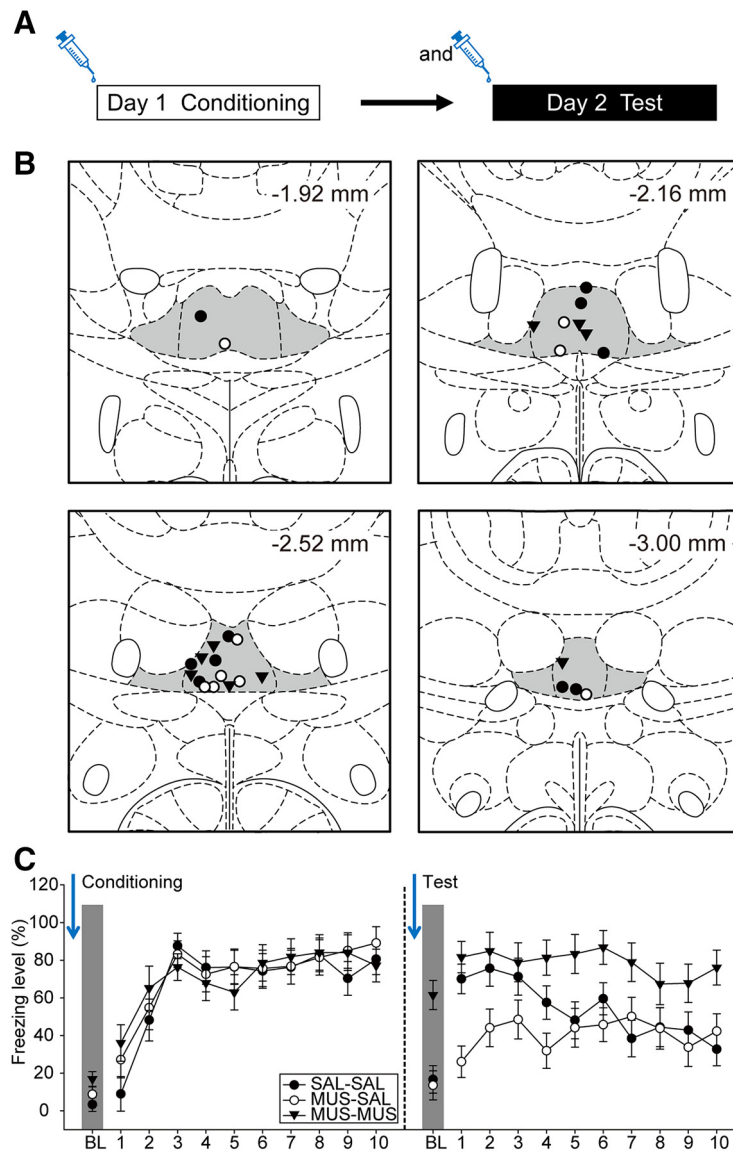 A
and
Day 1 Conditioning
Day 2 Test
B
-1.92 mm
-2.16 mm
-2.52 mm
-3.00 mm
C
Conditioning
Test
Freezing level (%)
120
100
80
60
40
20
0
SAL-SAL
MUS-SAL
MUS-MUS
BL 1 2 3 4 5 6 7 8 9 10
BL 1 2 3 4 5 6 7 8 9 10